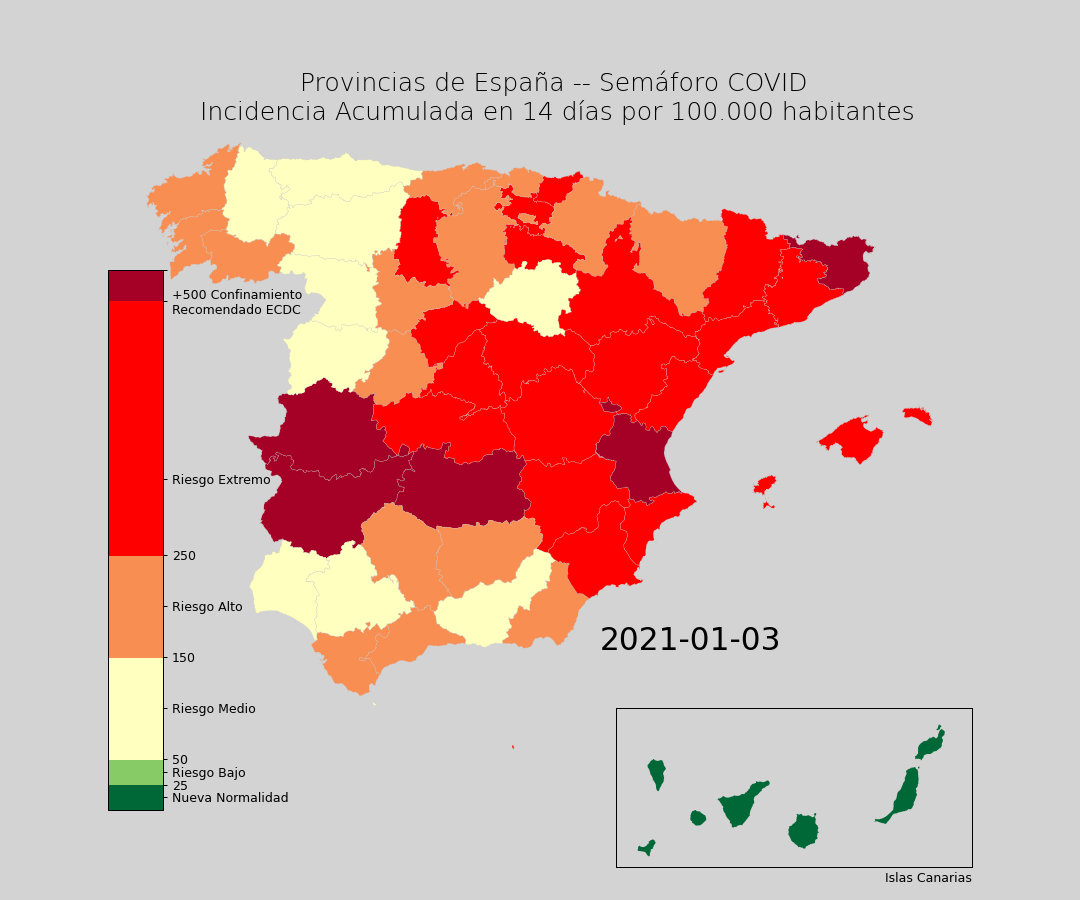 Provincias de España -- Semáforo COVID
Incidencia Acumulada en 14 días por 100.000 habitantes
+500 Confinamiento
Recomendado ECDC
Riesgo Extremo
250
Riesgo Alto
150
Riesgo Medio
50
Riesgo Bajo
25
Nueva Normalidad
2021-01-03
Islas Canarias